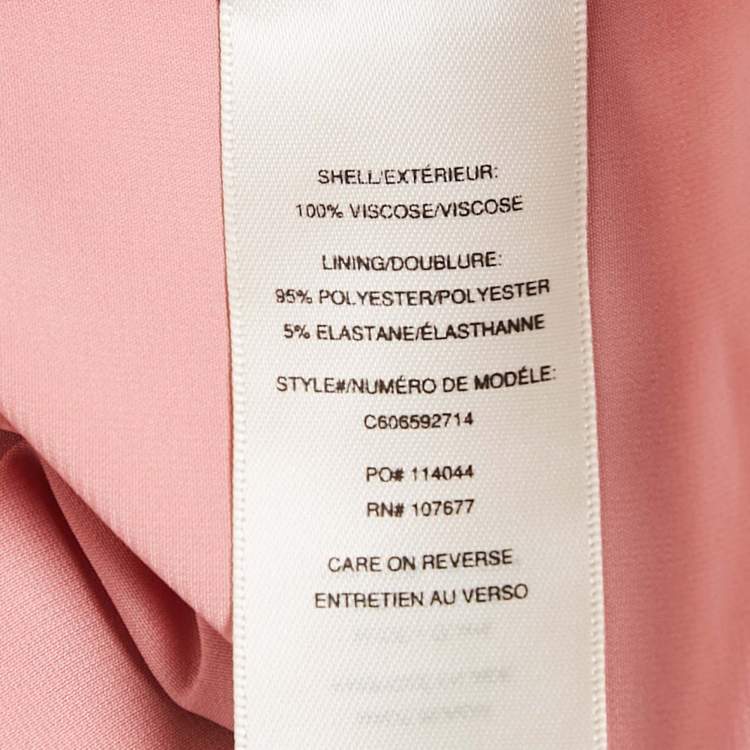 SHELL/EXTÉRIEUR:
100% VISCOSE/VISCOSE
LINING/DOUBLURE:
95% POLYESTER/POLYESTER
5% ELASTANE/ÉLASTHANNE
STYLE#/NUMÉRO DE MODÉLE:
C606592714
PO# 114044
RN# 107677
CARE ON REVERSE
ENTRETIEN AU VERSO